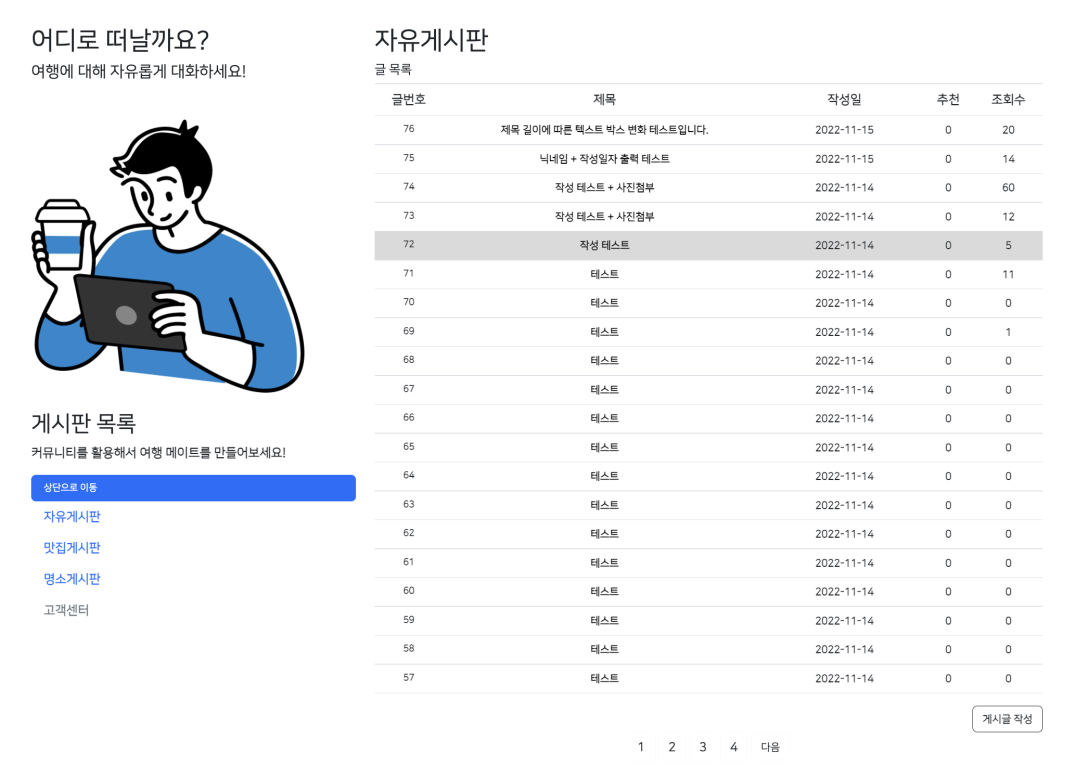 어디로 떠날까요?
여행에 대해 자유롭게 대화하세요!
게시판 목록
커뮤니티를 활용해서 여행 메이트를 만들어보세요!
상단으로 이동
자유게시판
맛집게시판
명소게시판
고객센터
자유게시판
글 목록
글번호 제목 작성일 추천 조회수
76 제목 길이에 따른 텍스트 박스 변화 테스트입니다. 2022-11-15 0 20
75 닉네임 + 작성일자 출력 테스트 2022-11-15 0 14
74 작성 테스트 + 사진첨부 2022-11-14 0 60
73 작성 테스트 + 사진첨부 2022-11-14 0 12
72 작성 테스트 2022-11-14 0 5
71 테스트 2022-11-14 0 11
70 테스트 2022-11-14 0 0
69 테스트 2022-11-14 0 1
68 테스트 2022-11-14 0 0
67 테스트 2022-11-14 0 0
66 테스트 2022-11-14 0 0
65 테스트 2022-11-14 0 0
64 테스트 2022-11-14 0 0
63 테스트 2022-11-14 0 0
62 테스트 2022-11-14 0 0
61 테스트 2022-11-14 0 0
60 테스트 2022-11-14 0 0
59 테스트 2022-11-14 0 0
58 테스트 2022-11-14 0 0
57 테스트 2022-11-14 0 0
게시글 작성
1 2 3 4 다음